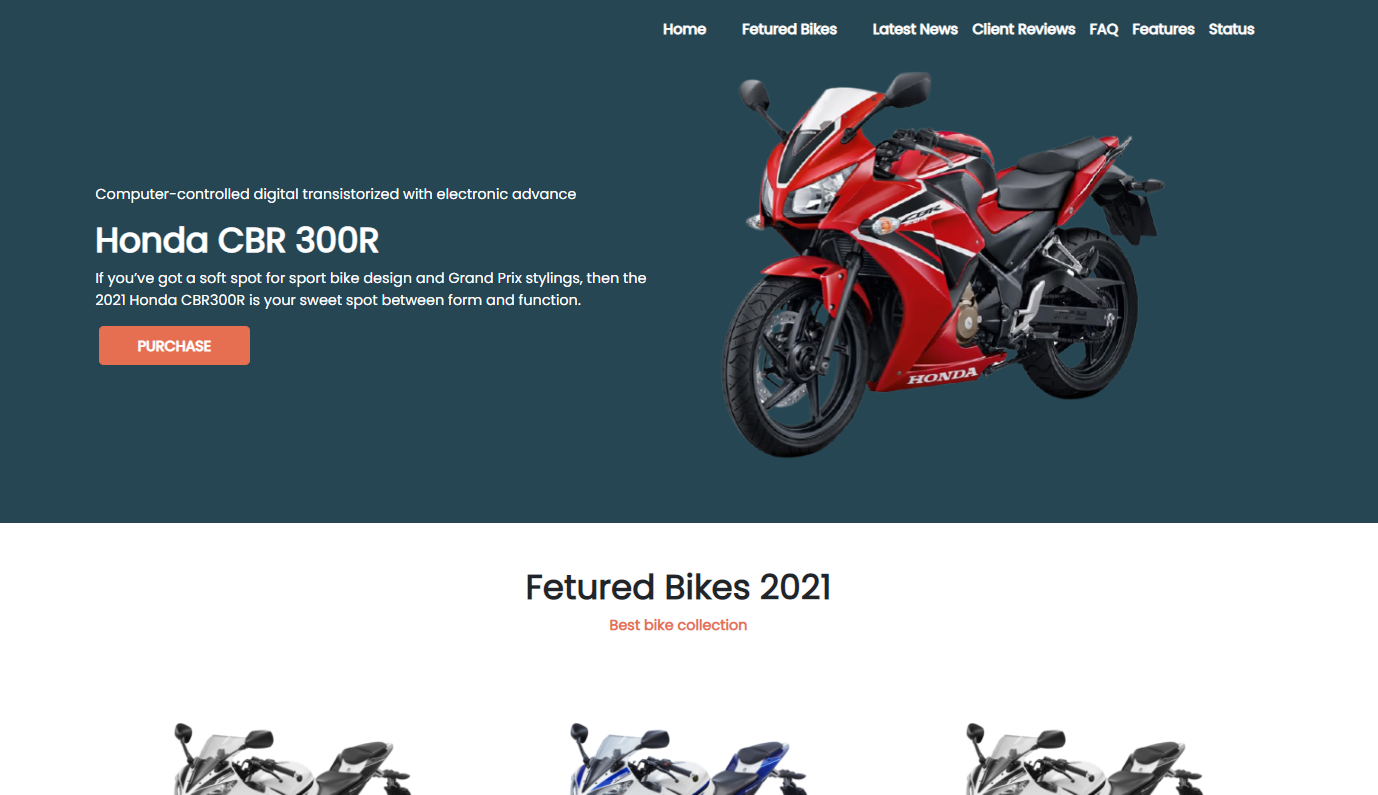 Home Fetured Bikes Latest News Client Reviews FAQ Features Status
Computer-controlled digital transistorized with electronic advance
Honda CBR 300R
If you’ve got a soft spot for sport bike design and Grand Prix stylings, then the
2021 Honda CBR300R is your sweet spot between form and function.
PURCHASE
CBR
HONDA
Fetured Bikes 2021
Best bike collection